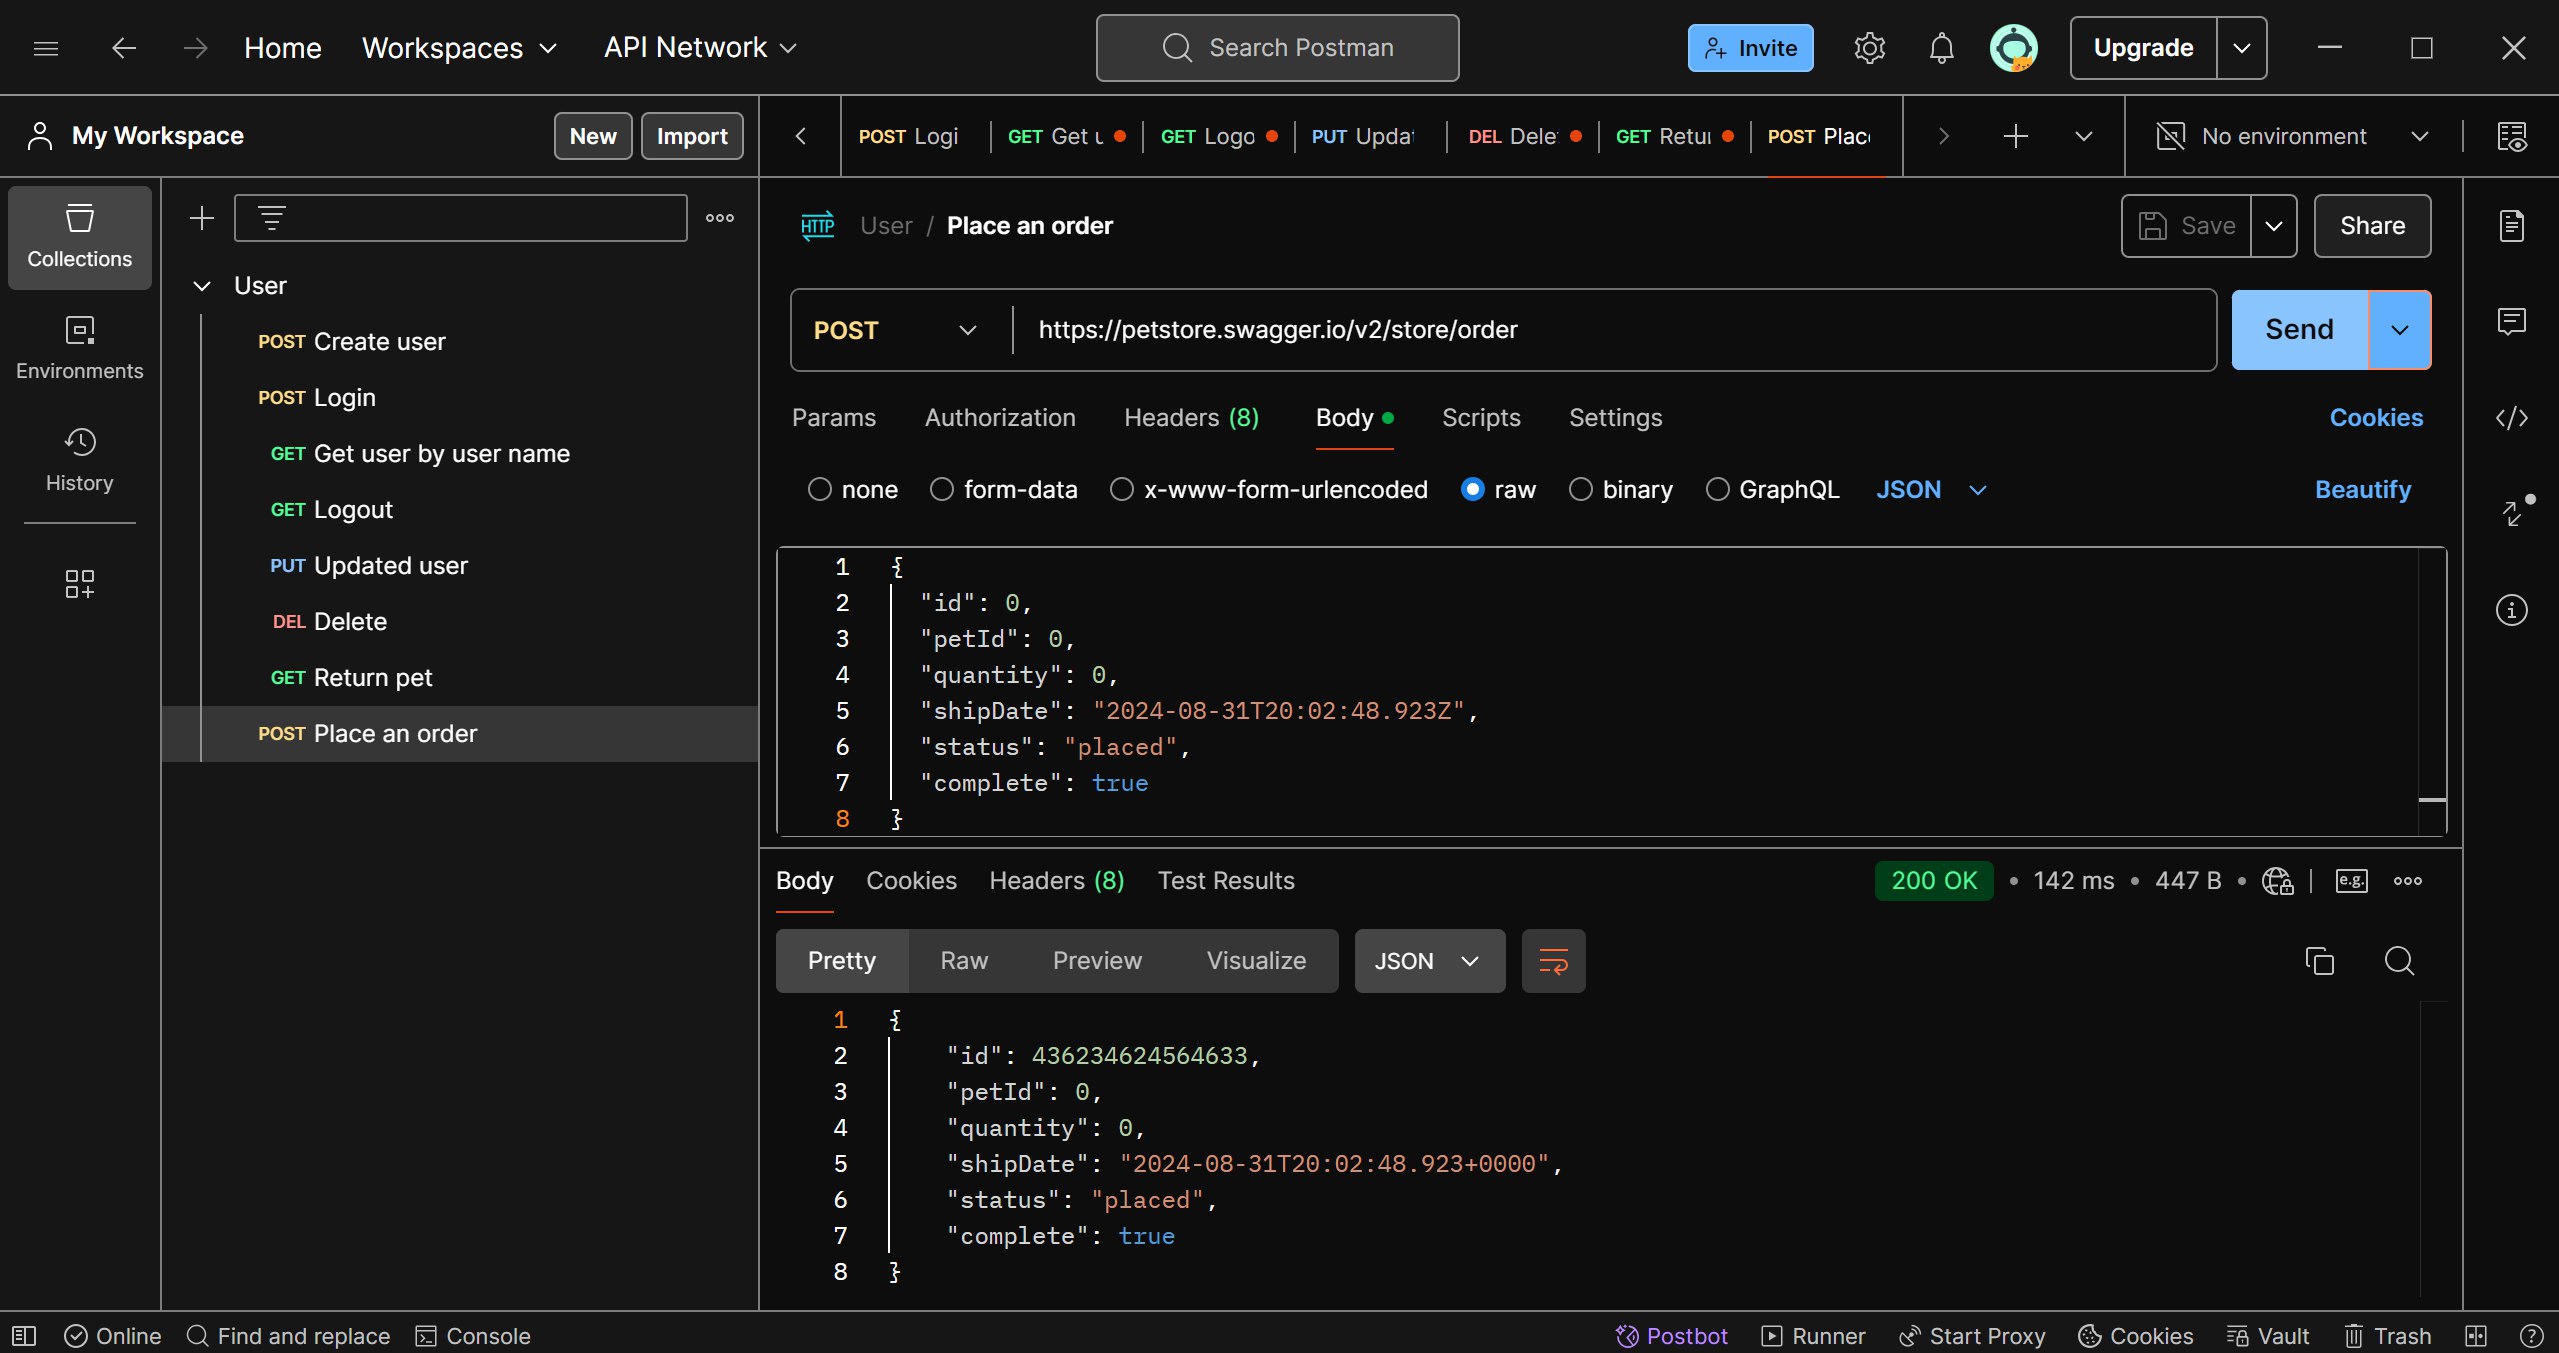 Home
Workspaces
API Network
Search Postman
Invite
Upgrade
My Workspace
New
Import
POST Logi
GET Get u
GET Logo
PUT Updat
DEL Dele
GET Retu
POST Plac
No environment
Collections
Environments
History
User
POST Create user
POST Login
GET Get user by user name
GET Logout
PUT Updated user
DEL Delete
GET Return pet
POST Place an order
HTTP User / Place an order
Save
Share
POST
https://petstore.swagger.io/v2/store/order
Send
Params Authorization Headers (8) Body Scripts Settings
Cookies
none form-data x-www-form-urlencoded raw binary GraphQL JSON
Beautify
1 {
2 "id": 0,
3 "petId": 0,
4 "quantity": 0,
5 "shipDate": "2024-08-31T20:02:48.923Z",
6 "status": "placed",
7 "complete": true
8 }
Body Cookies Headers (8) Test Results
200 OK • 142 ms • 447 B •
e.g.
Pretty Raw Preview Visualize
JSON
1 {
2 "id": 436234624564633,
3 "petId": 0,
4 "quantity": 0,
5 "shipDate": "2024-08-31T20:02:48.923+0000",
6 "status": "placed",
7 "complete": true
8 }
Online
Find and replace
Console
Postbot
Runner
Start Proxy
Cookies
Vault
Trash